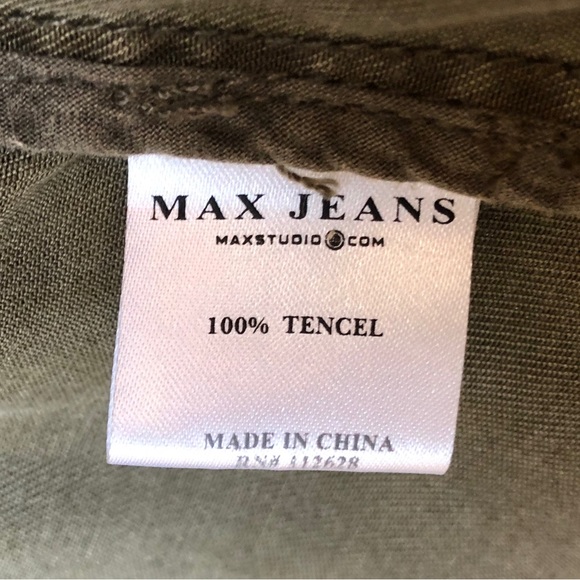 MAX JEANS
MAXSTUDIO.COM
100% TENCEL
MADE IN CHINA
RN# 112628